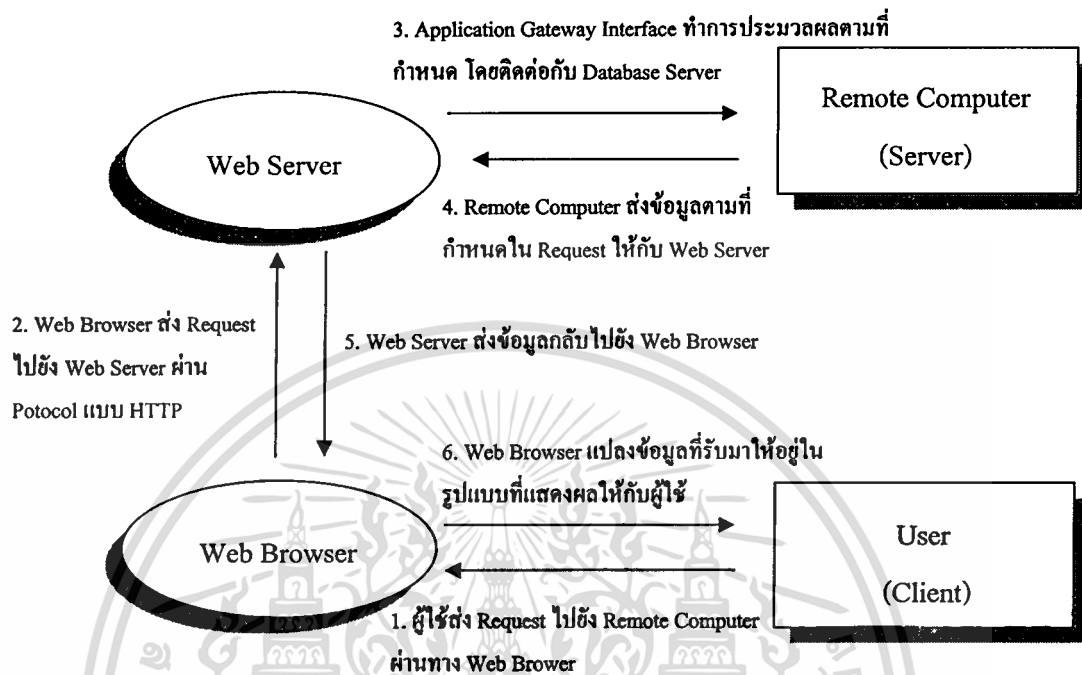 3. Application Gateway Interface ทำการประมวลผลตามที่
กำหนด โดยติดต่อกับ Database Server
Remote Computer
(Server)
Web Server
4. Remote Computer ส่งข้อมูลตามที่
กำหนดใน Request ให้กับ Web Server
2. Web Browser ส่ง Request
ไปยัง Web Server ผ่าน
Potocol แบบ HTTP
5. Web Server ส่งข้อมูลกลับไปยัง Web Browser
6. Web Browser แปลงข้อมูลที่รับมาให้อยู่ใน
รูปแบบที่แสดงผลให้กับผู้ใช้
Web Browser
User
(Client)
1. ผู้ใช้ส่ง Request ไปยัง Remote Computer
ผ่านทาง Web Brower